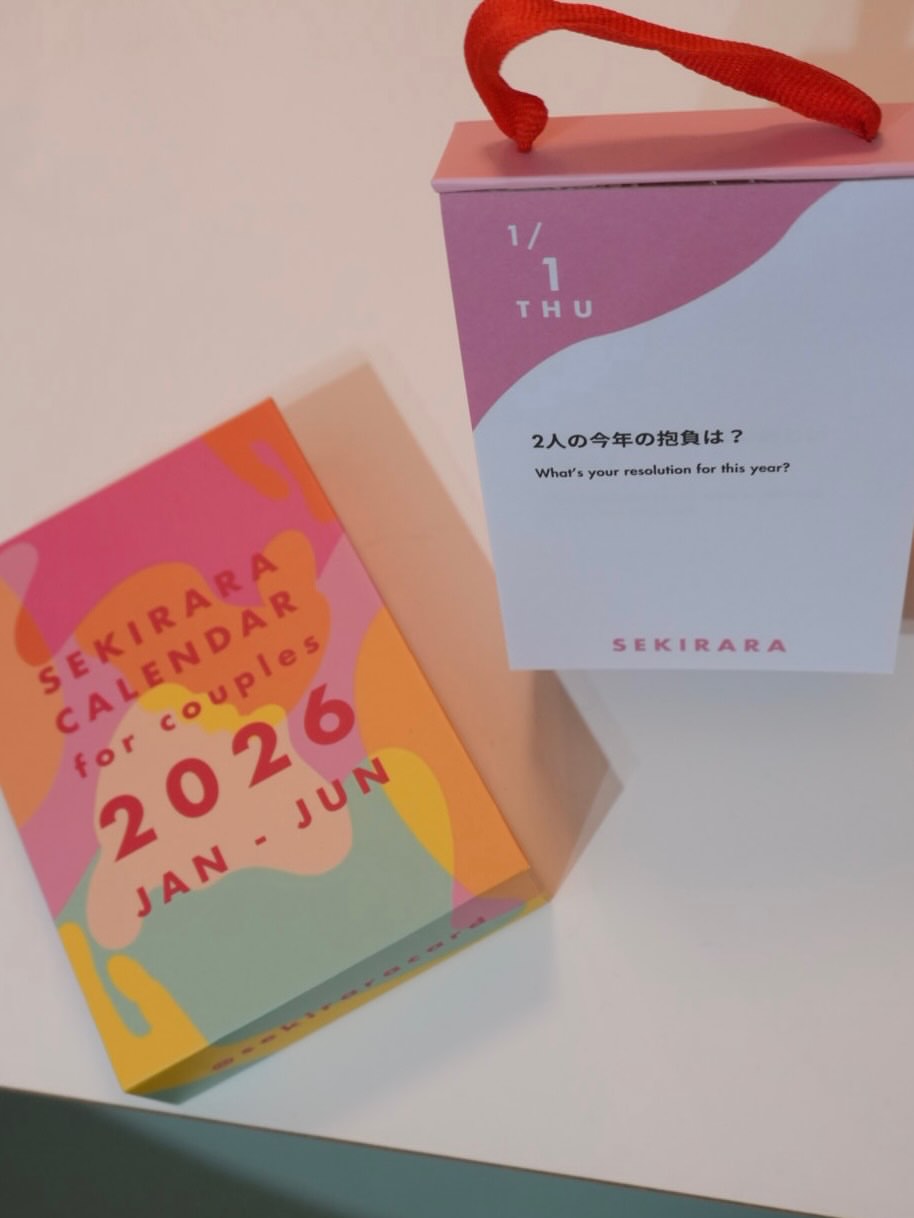 1/
1
THU
2人の今年の抱負は？
What's your resolution for this year?
SEKIRARA
SEKIRARA
CALENDAR
for couples
2026
JAN - JUN
@sekiraracard